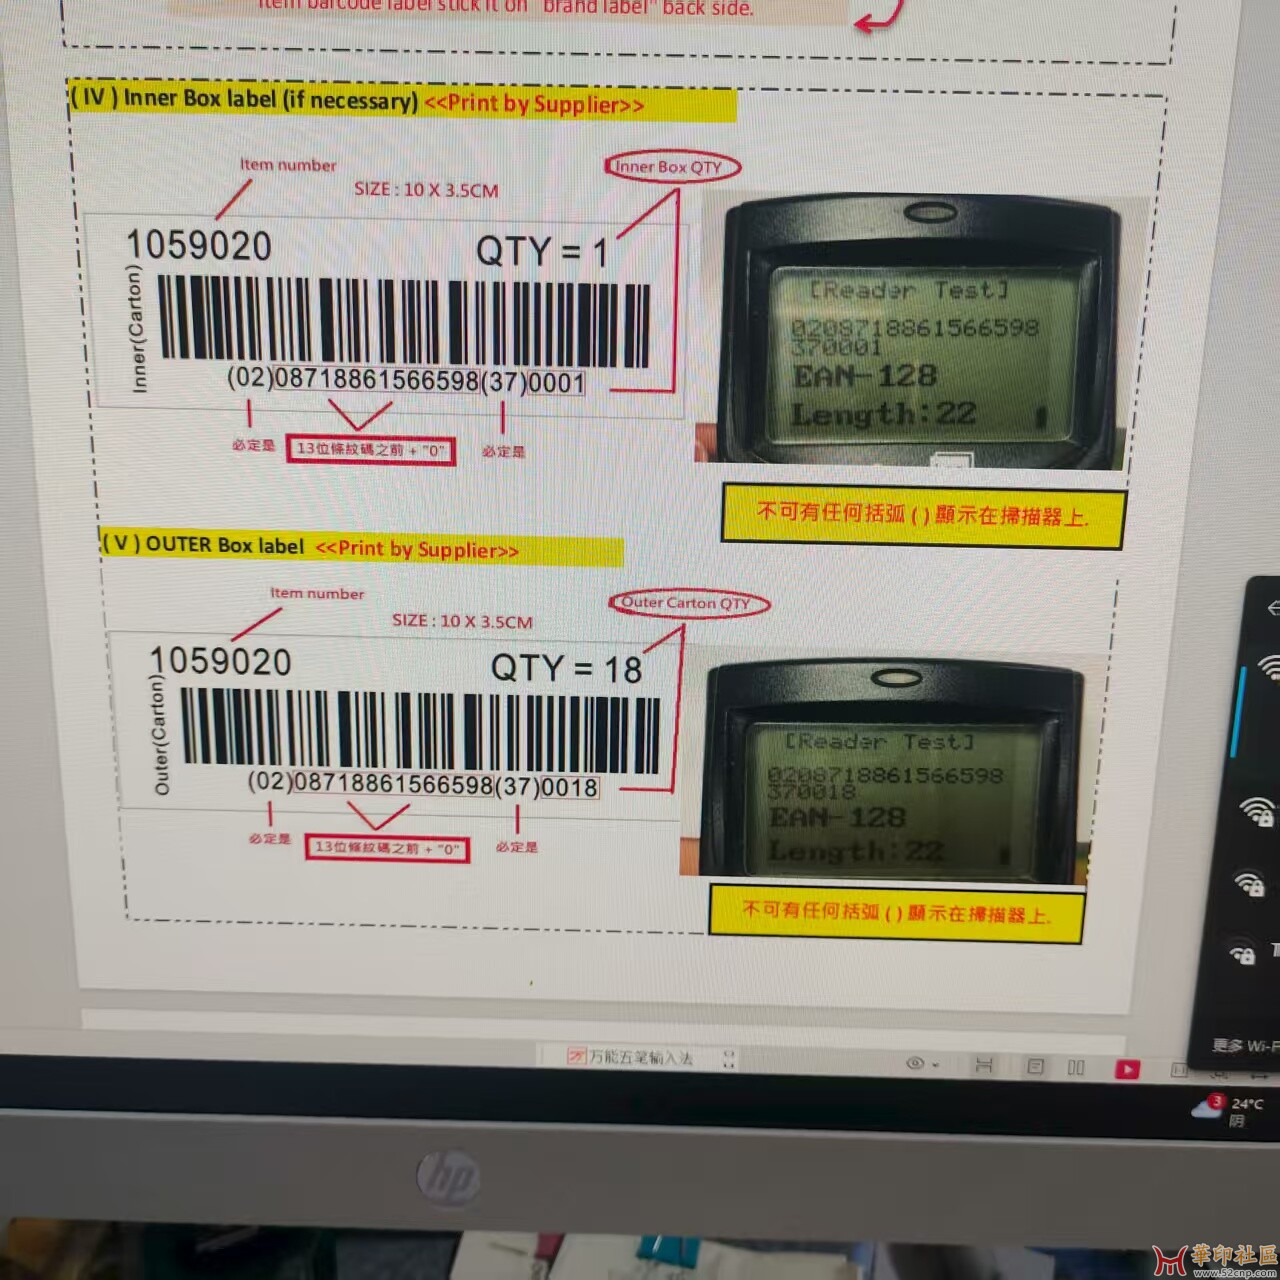 Item barcode label stick it on "brand label" back side.
( IV ) Inner Box label (if necessary) <<Print by Supplier>>
Item number
SIZE : 10 X 3.5CM
Inner Box QTY
1059020
QTY = 1
Inner(Carton)
(02)08718861566598(37)0001
必定是
13位條紋碼之前 + "0"
必定是
[Reader Test]
0208718861566598
370001
EAN-128
Length:22
不可有任何括弧 ( ) 顯示在掃描器上.
( V ) OUTER Box label <<Print by Supplier>>
Item number
SIZE : 10 X 3.5CM
Outer Carton QTY
1059020
QTY = 18
Outer(Carton)
(02)08718861566598(37)0018
必定是
13位條紋碼之前 + "0"
必定是
[Reader Test]
0208718861566598
370018
EAN-128
Length:22
不可有任何括弧 ( ) 顯示在掃描器上.
万能五笔输入法
更多 Wi-F
3
24°C
阴
hp
華印社區
www.52cnp.com